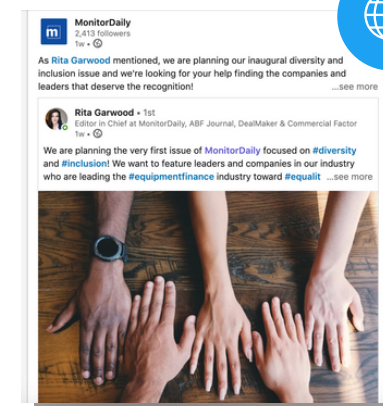 m
MonitorDaily
2,413 followers
1w •
As Rita Garwood mentioned, we are planning our inaugural diversity and
inclusion issue and we're looking for your help finding the companies and
leaders that deserve the recognition!
...see more
Rita Garwood • 1st
Editor in Chief at MonitorDaily, ABF Journal, DealMaker & Commercial Factor
1w •
We are planning the very first issue of MonitorDaily focused on #diversity
and #inclusion! We want to feature leaders and companies in our industry
who are leading the #equipmentfinance industry toward #equalit ...see more